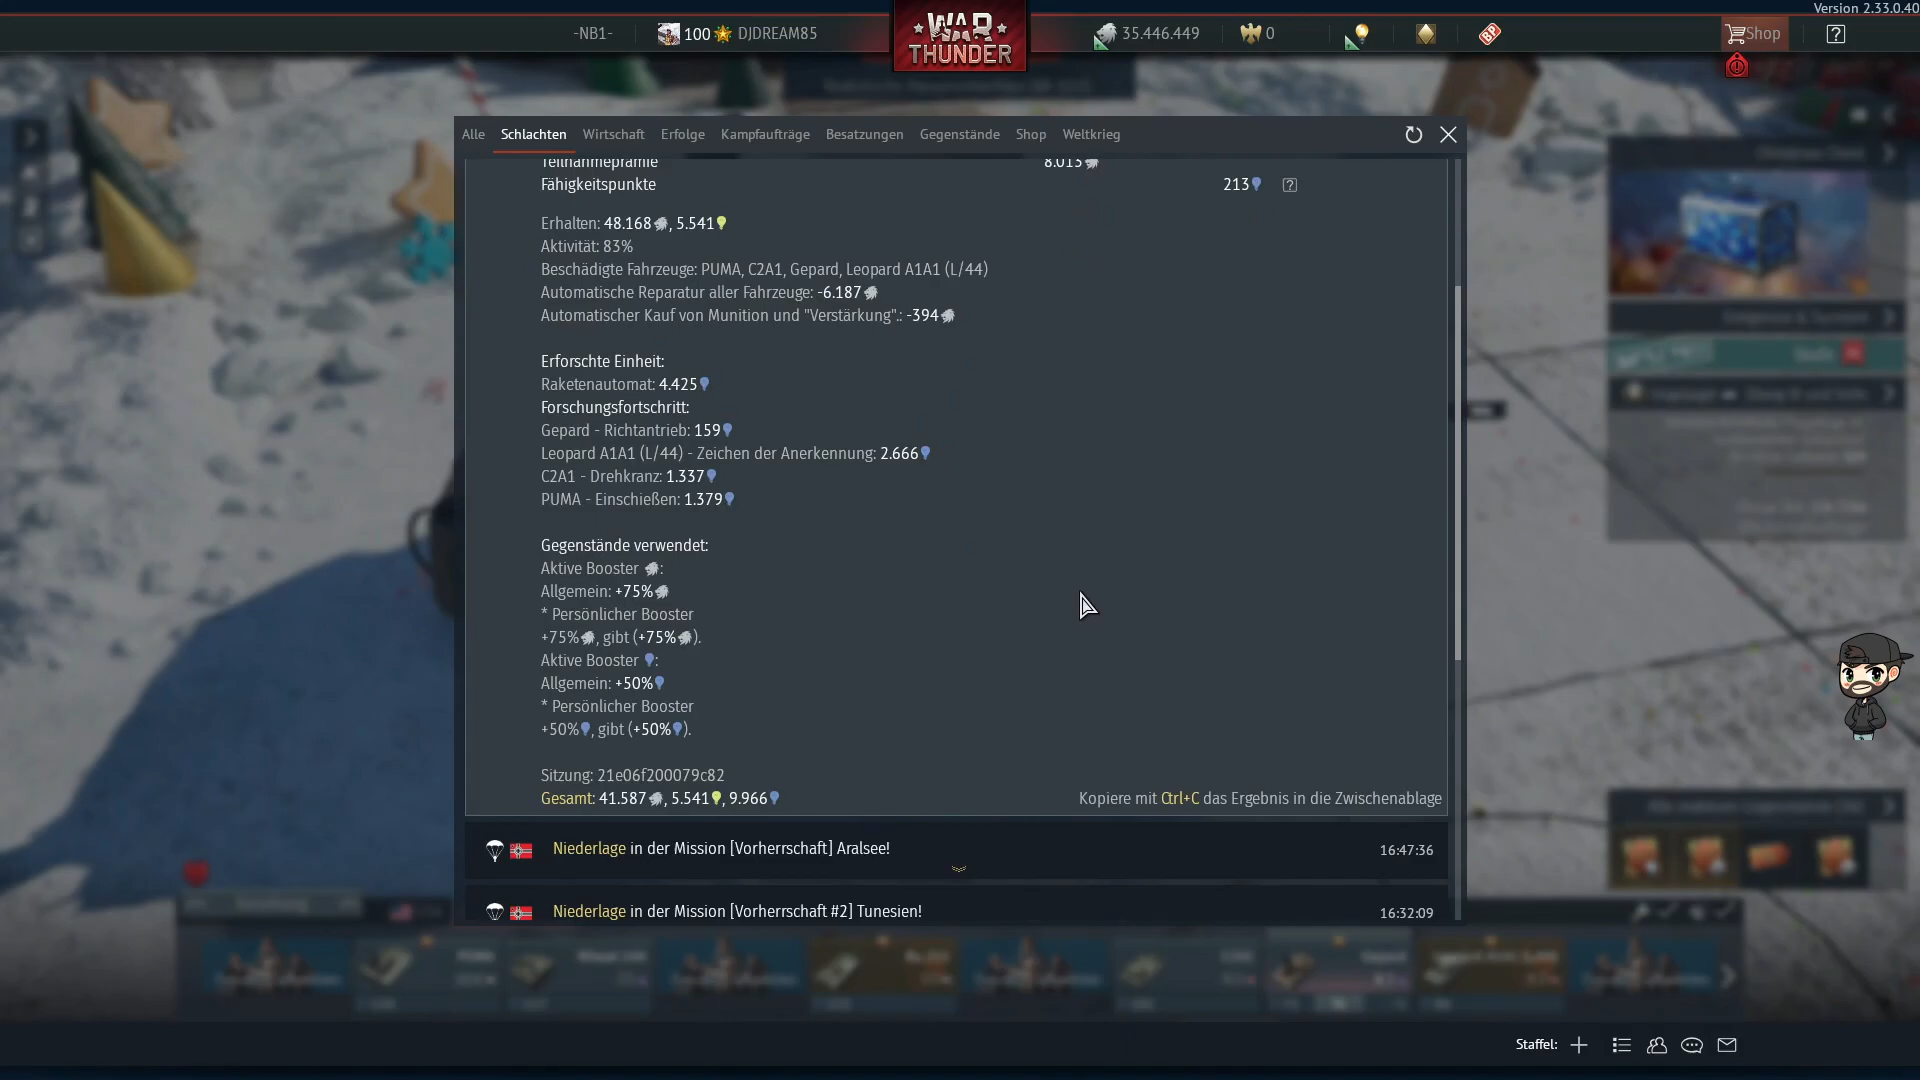 Version 2.33.0.40
-NB1-
100 DJDREAM85
WAR THUNDER
35.446.449
0
BP
Shop
?
Alle Schlachten Wirtschaft Erfolge Kampfaufträge Besatzungen Gegenstände Shop Weltkrieg
Teilnahmeprämie 8.013
Fähigkeitspunkte 213 ?
Erhalten: 48.168, 5.541
Aktivität: 83%
Beschädigte Fahrzeuge: PUMA, C2A1, Gepard, Leopard A1A1 (L/44)
Automatische Reparatur aller Fahrzeuge: -6.187
Automatischer Kauf von Munition und "Verstärkung".: -394
Erforschte Einheit:
Raketenautomat: 4.425
Forschungsfortschritt:
Gepard - Richtantrieb: 159
Leopard A1A1 (L/44) - Zeichen der Anerkennung: 2.666
C2A1 - Drehkranz: 1.337
PUMA - Einschießen: 1.379
Gegenstände verwendet:
Aktive Booster :
Allgemein: +75%
* Persönlicher Booster
+75%, gibt (+75%).
Aktive Booster :
Allgemein: +50%
* Persönlicher Booster
+50%, gibt (+50%).
Sitzung: 21e06f200079c82
Gesamt: 41.587, 5.541, 9.966
Kopiere mit Ctrl+C das Ergebnis in die Zwischenablage
Niederlage in der Mission [Vorherrschaft] Aralsee! 16:47:36
Niederlage in der Mission [Vorherrschaft #2] Tunesien! 16:32:09
Staffel: